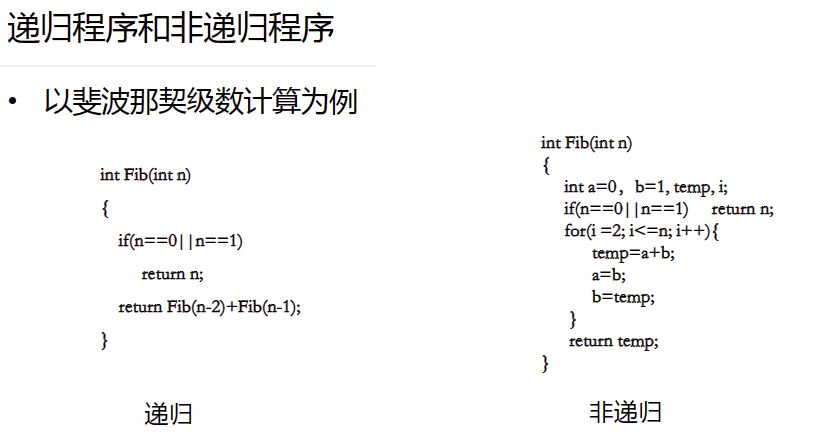 递归程序和非递归程序
• 以斐波那契级数计算为例
int Fib(int n)
{
if(n==0||n==1)
return n;
return Fib(n-2)+Fib(n-1);
}
递归
int Fib(int n)
{
int a=0，b=1, temp, i;
if(n==0||n==1) return n;
for(i =2; i<=n; i++){
temp=a+b;
a=b;
b=temp;
}
return temp;
}
非递归